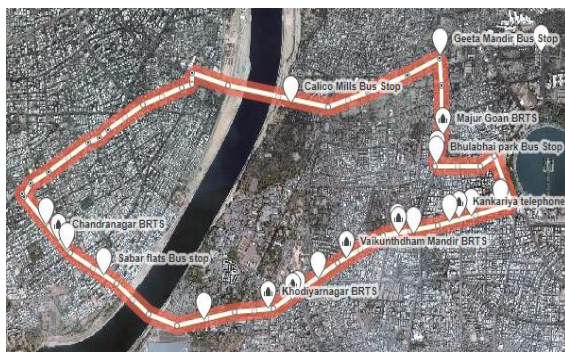 Geeta Mandir Bus Stop
Calico Mills Bus Stop
Majur Goan BRTS
Bhulabhai park Bus Stop
Kankariya telephone
Chandranagar BRTS
Vaikunthdham Mandir BRTS
Sabar flats Bus stop
Khodiyarnagar BRTS